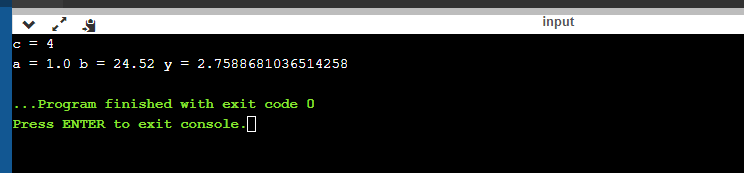 input
c = 4
a = 1.0 b = 24.52 y = 2.7588681036514258
...Program finished with exit code 0
Press ENTER to exit console.